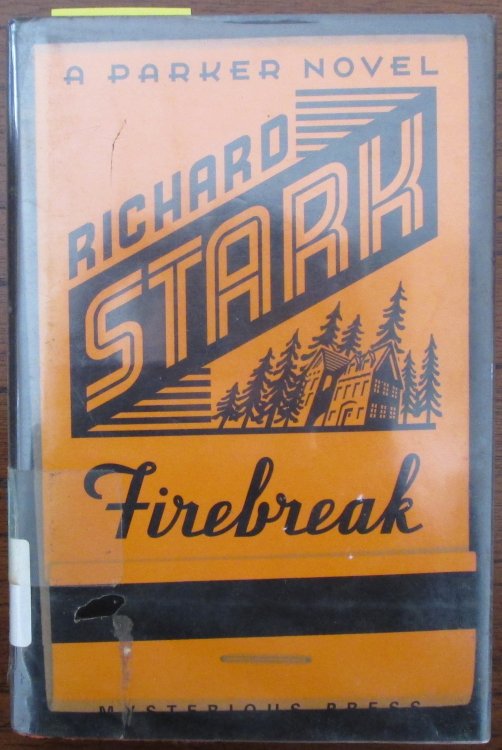 A PARKER NOVEL
RICHARD
STARK
Firebreak
MYSTERIOUS PRESS